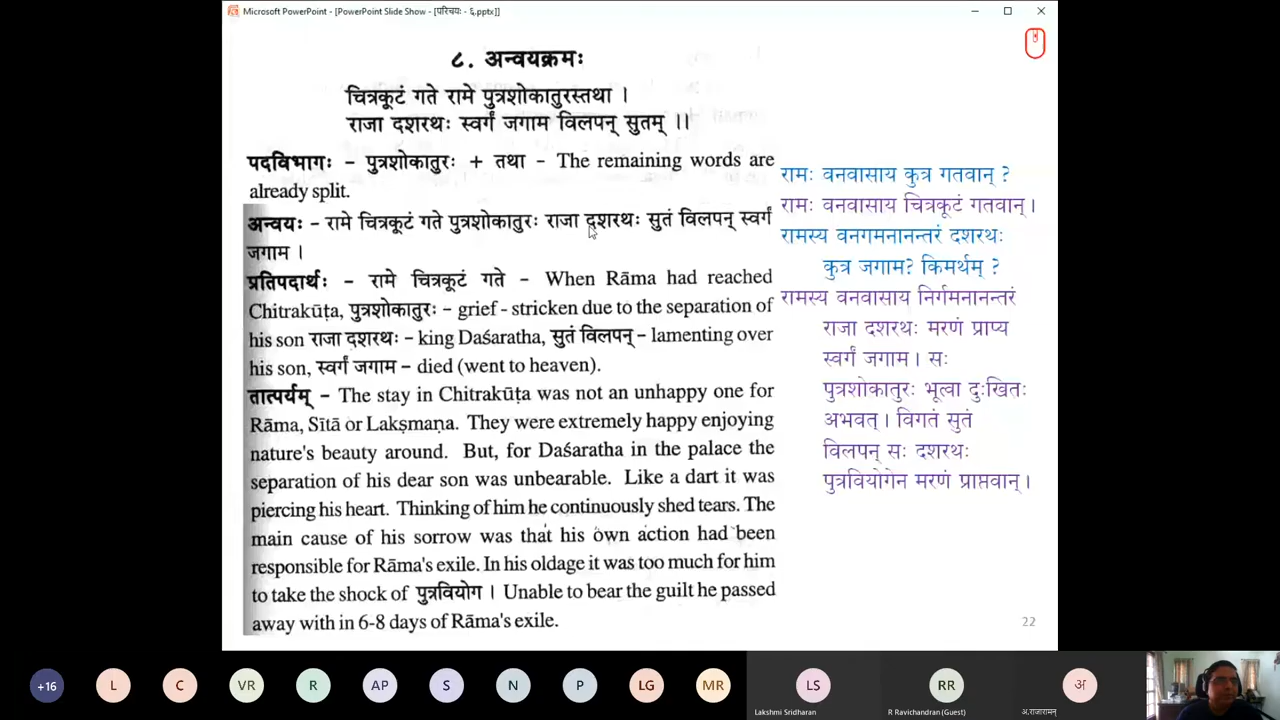 Microsoft PowerPoint - [PowerPoint Slide Show - [परिचयः - ६.pptx]]
८. अन्वयक्रमः
चित्रकूटं गते रामे पुत्रशोकातुरस्तथा ।
राजा दशरथः स्वर्गं जगाम विलपन् सुतम् ।।
पदविभागः – पुत्रशोकातुरः + तथा – The remaining words are
already split.
अन्वयः – रामे चित्रकूटं गते पुत्रशोकातुरः राजा दशरथः सुतं विलपन् स्वर्गं
जगाम ।
प्रतिपदार्थः – रामे चित्रकूटं गते – When Rāma had reached
Chitrakūṭa, पुत्रशोकातुरः – grief - stricken due to the separation of
his son राजा दशरथः – king Daśaratha, सुतं विलपन् – lamenting over
his son, स्वर्गं जगाम – died (went to heaven).
तात्पर्यम् – The stay in Chitrakūṭa was not an unhappy one for
Rāma, Sītā or Lakṣmaṇa. They were extremely happy enjoying
nature's beauty around. But, for Daśaratha in the palace the
separation of his dear son was unbearable. Like a dart it was
piercing his heart. Thinking of him he continuously shed tears. The
main cause of his sorrow was that his own action had been
responsible for Rāma's exile. In his oldage it was too much for him
to take the shock of पुत्रवियोग । Unable to bear the guilt he passed
away with in 6-8 days of Rāma's exile.
रामः वनवासाय कुत्र गतवान् ?
रामः वनवासाय चित्रकूटं गतवान् ।
रामस्य वनगमनानन्तरं दशरथः
कुत्र जगाम? किमर्थम् ?
रामस्य वनवासाय निर्गमनानन्तरं
राजा दशरथः मरणं प्राप्य
स्वर्गं जगाम । सः
पुत्रशोकातुरः भूत्वा दुःखितः
अभवत् । विगतं सुतं
विलपन् सः दशरथः
पुत्रवियोगेन मरणं प्राप्तवान् ।
22
+16 L C VR R AP S N P LG MR LS RR अ
Lakshmi Sridharan R Ravichandran (Guest) अ.राजारामन्